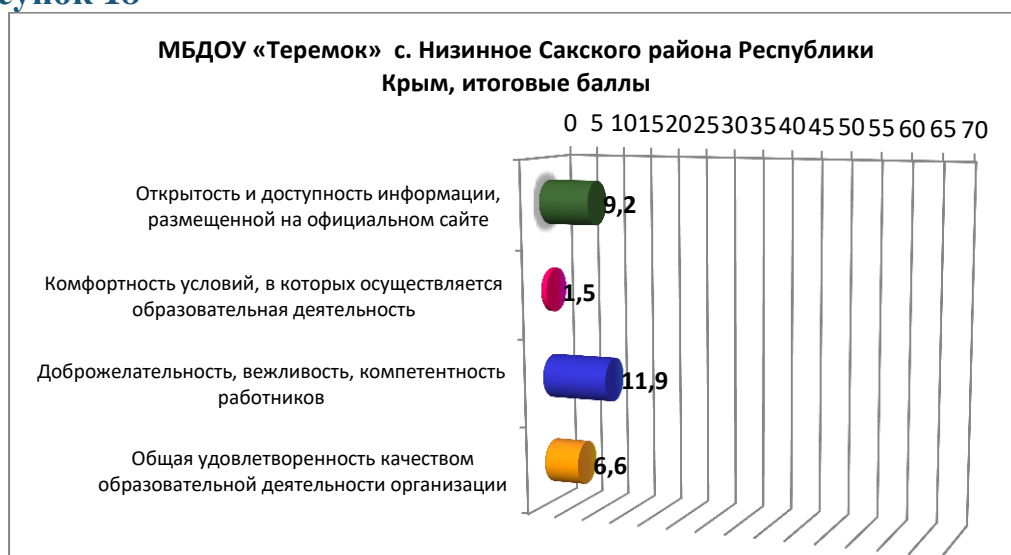 МБДОУ «Теремок» с. Низинное Сакского района Республики
Крым, итоговые баллы
0 5 10 15 20 25 30 35 40 45 50 55 60 65 70
Открытость и доступность информации,
размещенной на официальном сайте
9,2
Комфортность условий, в которых осуществляется
образовательная деятельность
1,5
Доброжелательность, вежливость, компетентность
работников
11,9
Общая удовлетворенность качеством
образовательной деятельности организации
6,6